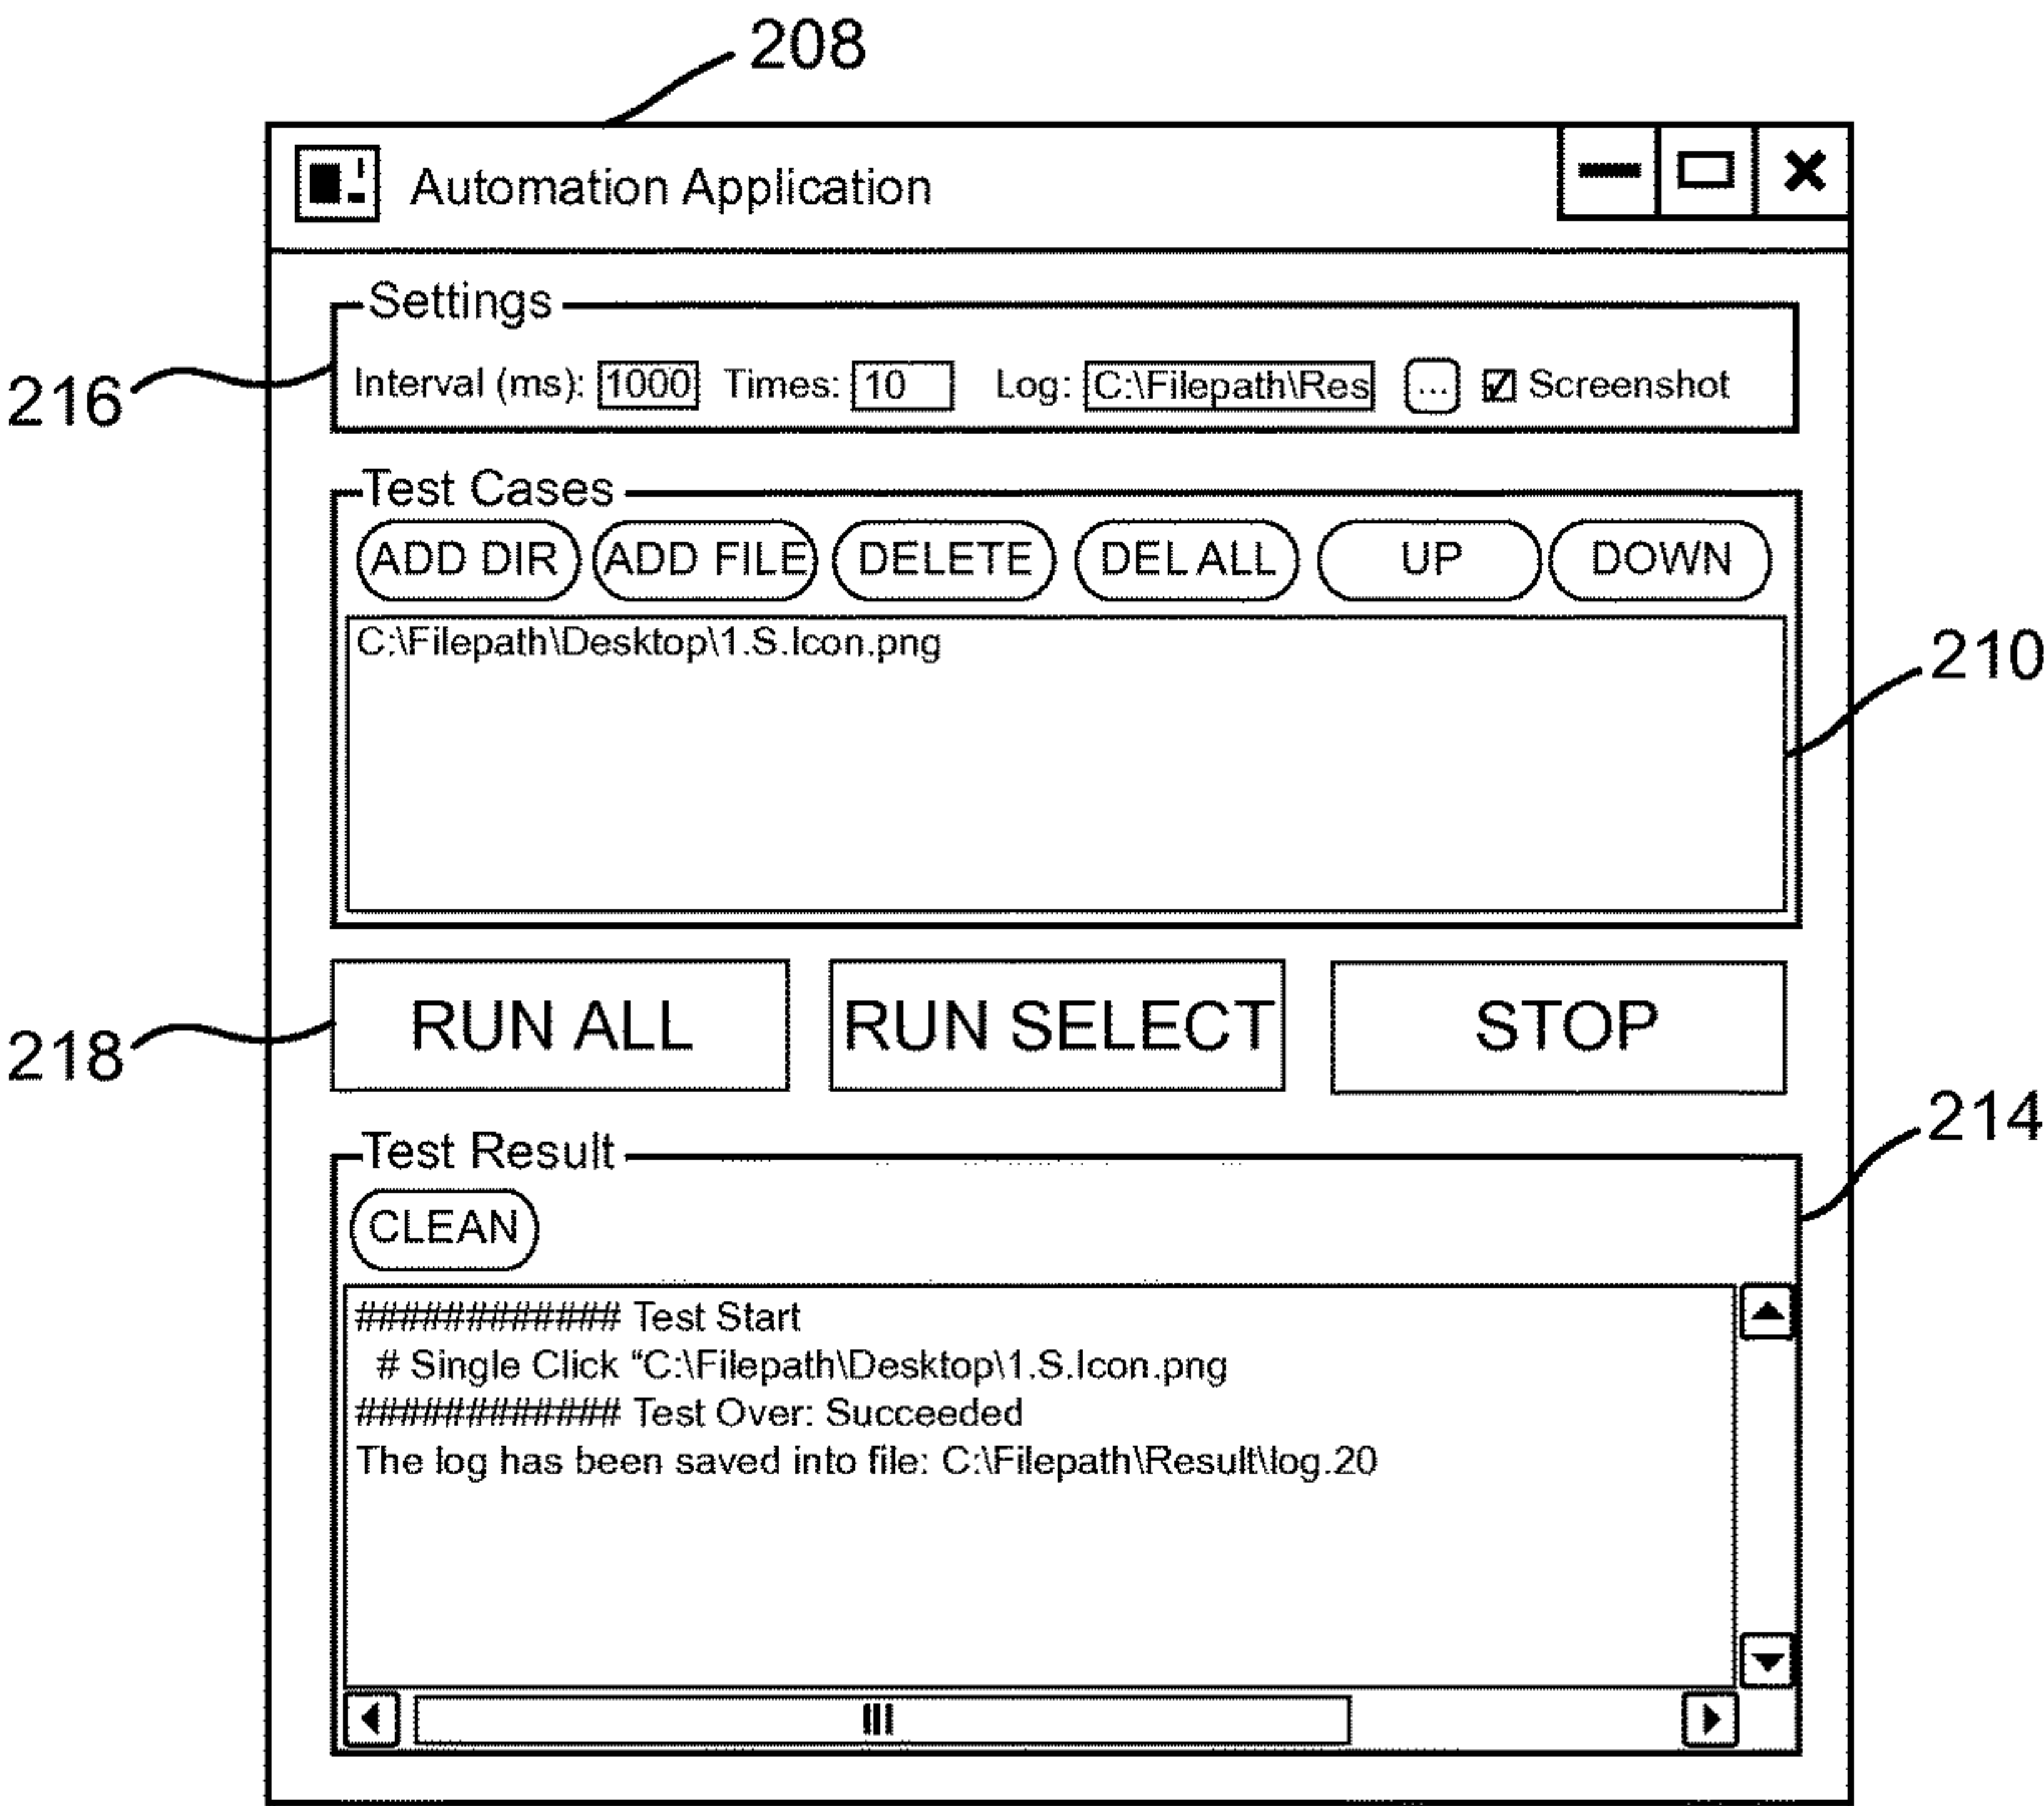 208
Automation Application
Settings
216
Interval (ms): 1000 Times: 10 Log: C:\Filepath\Res ... Screenshot
Test Cases
ADD DIR ADD FILE DELETE DEL ALL UP DOWN
C:\Filepath\Desktop\1.S.Icon.png
210
RUN ALL RUN SELECT STOP
218
214
Test Result
CLEAN
############ Test Start
# Single Click “C:\Filepath\Desktop\1.S.Icon.png
############ Test Over: Succeeded
The log has been saved into file: C:\Filepath\Result\log.20